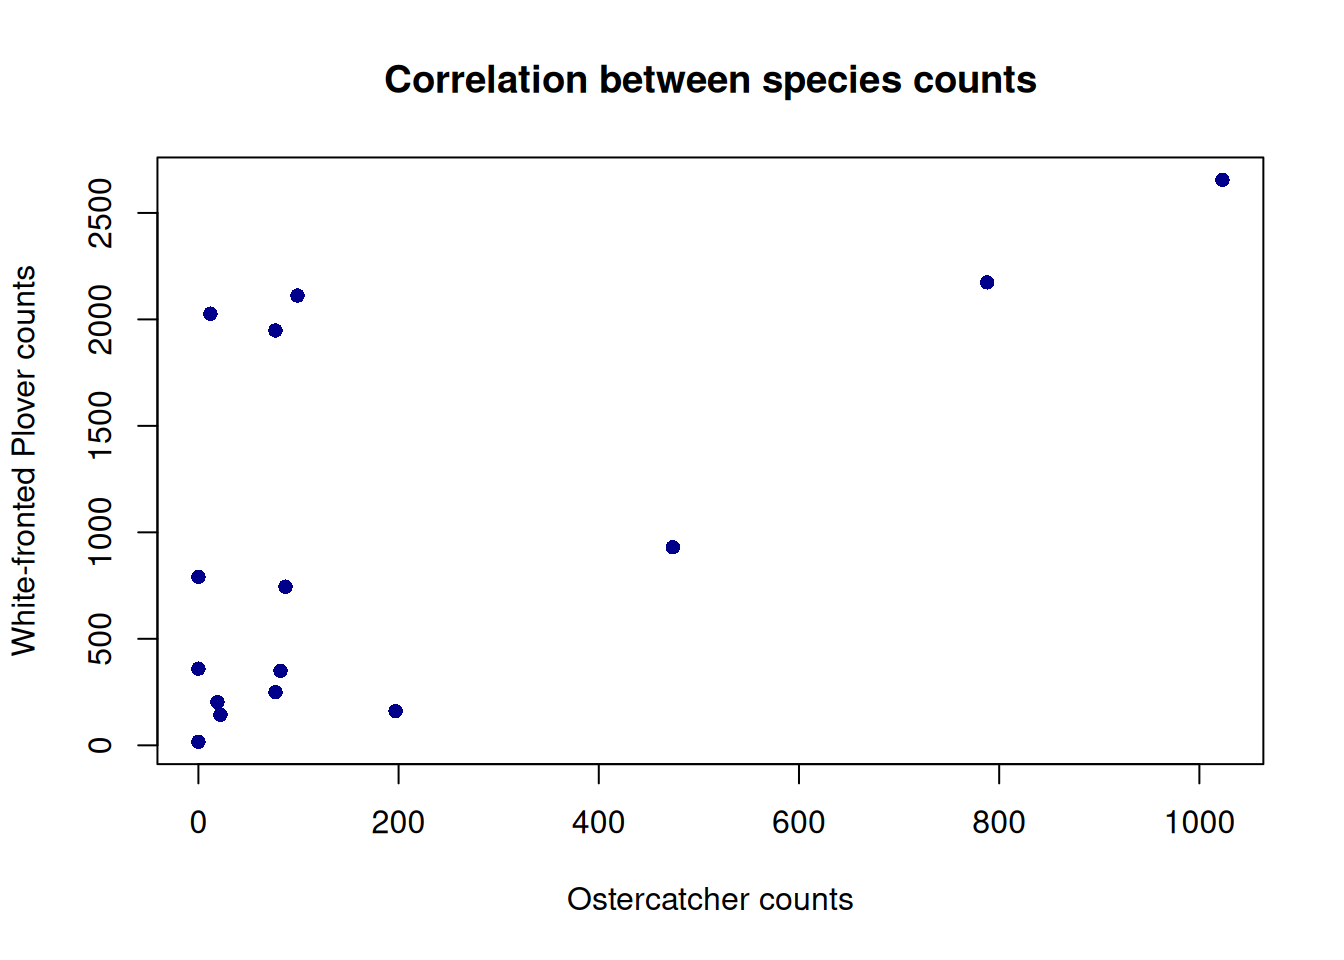 Correlation between species counts
White-fronted Plover counts
2500
2000
1500
1000
500
0
0 200 400 600 800 1000
Ostercatcher counts